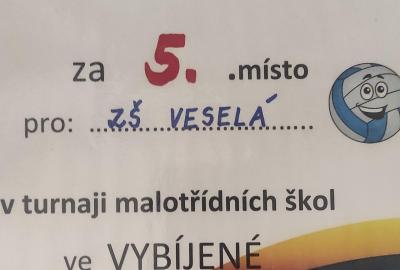 za 5. .místo
pro: ZŠ VESELÁ
v turnaji malotřídních škol
ve VYBÍJENÉ